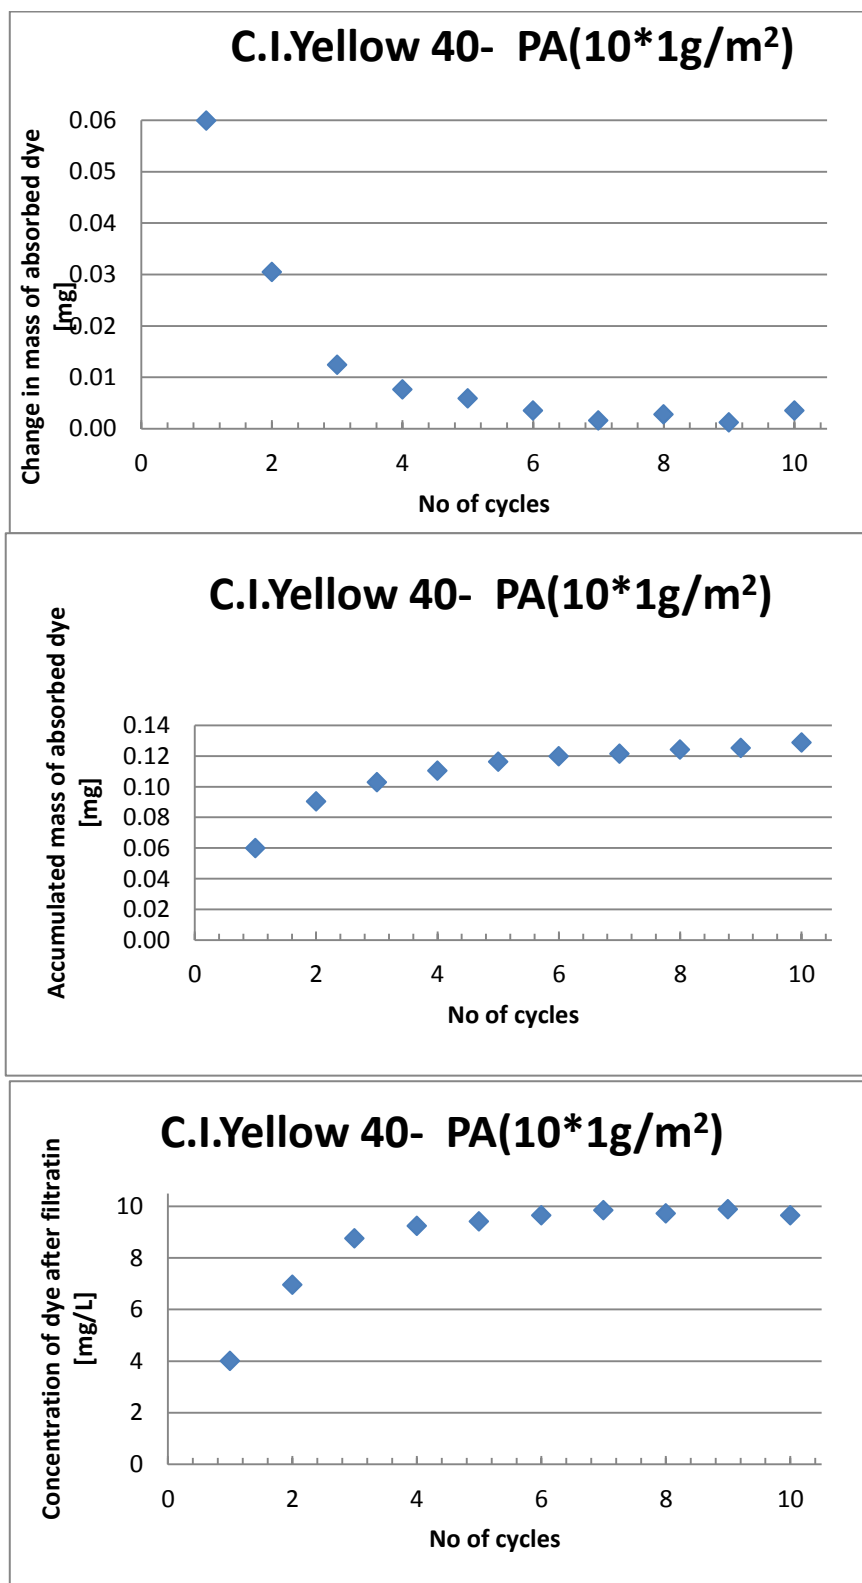 C.I.Yellow 40-  PA(10*1g/m²)
Change in mass of absorbed dye
[mg]
0.06
0.05
0.04
0.03
0.02
0.01
0.00
0 2 4 6 8 10
No of cycles
C.I.Yellow 40-  PA(10*1g/m²)
Accumulated mass of absorbed dye
[mg]
0.14
0.12
0.10
0.08
0.06
0.04
0.02
0.00
0 2 4 6 8 10
No of cycles
C.I.Yellow 40-  PA(10*1g/m²)
Concentration of dye after filtratin
[mg/L]
10
8
6
4
2
0
0 2 4 6 8 10
No of cycles